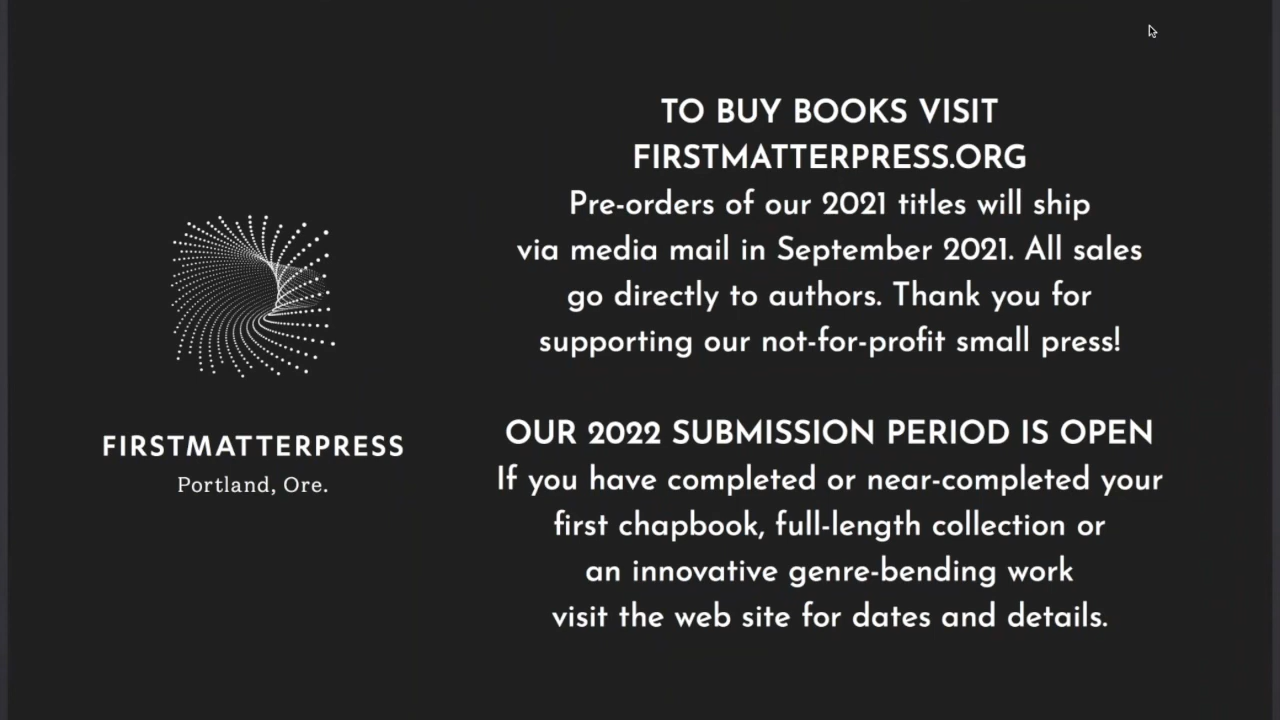 TO BUY BOOKS VISIT
FIRSTMATTERPRESS.ORG
Pre-orders of our 2021 titles will ship
via media mail in September 2021. All sales
go directly to authors. Thank you for
supporting our not-for-profit small press!
OUR 2022 SUBMISSION PERIOD IS OPEN
If you have completed or near-completed your
first chapbook, full-length collection or
an innovative genre-bending work
visit the web site for dates and details.
FIRSTMATTERPRESS
Portland, Ore.